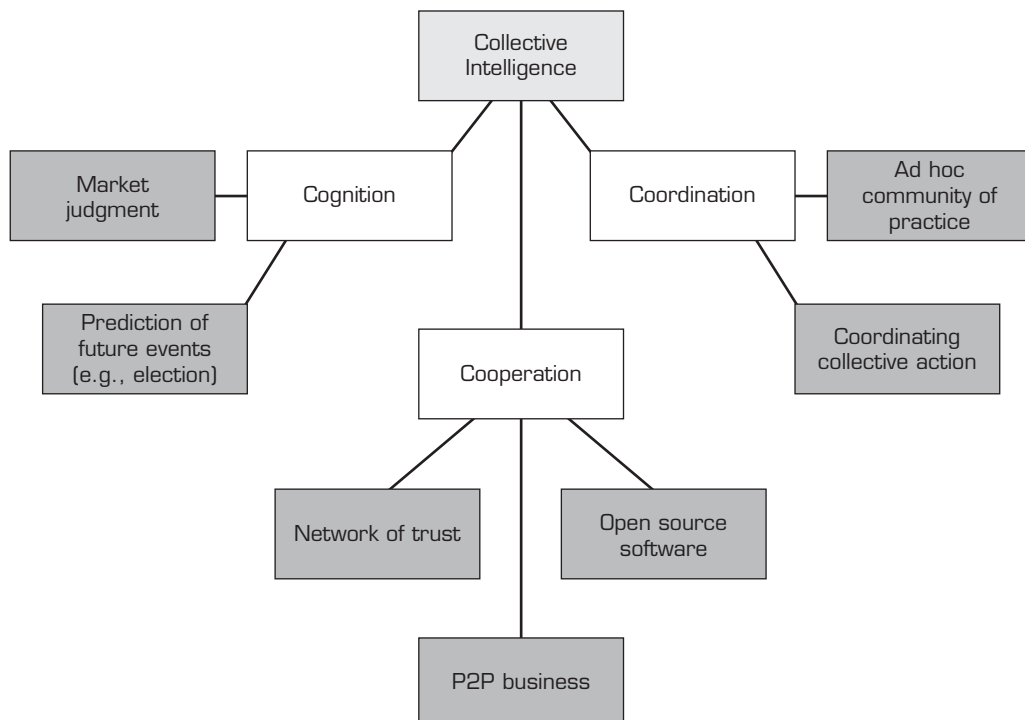 Collective
Intelligence
Market
judgment
Cognition
Coordination
Ad hoc
community of
practice
Prediction of
future events
(e.g., election)
Cooperation
Coordinating
collective action
Network of trust
Open source
software
P2P business